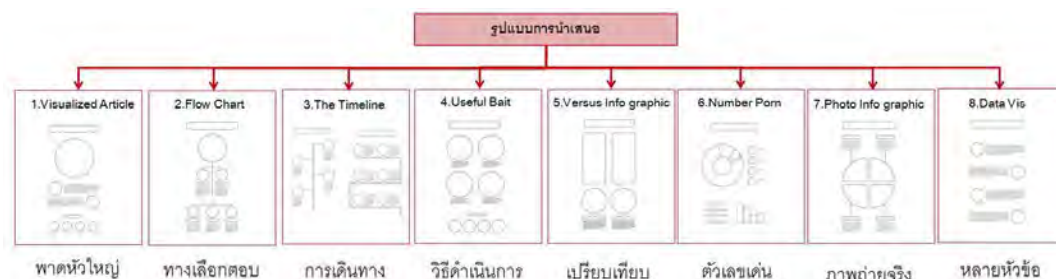 รูปแบบการนำเสนอ
1.Visualized Article
2.Flow Chart
3.The Timeline
4.Useful Bait
5.Versus Info graphic
6.Number Porn
7.Photo Info graphic
8.Data Vis
พาดหัวใหญ่
ทางเลือกตอบ
การเดินทาง
วิธีดำเนินการ
เปรียบเทียบ
ตัวเลขเด่น
ภาพถ่ายจริง
หลายหัวข้อ